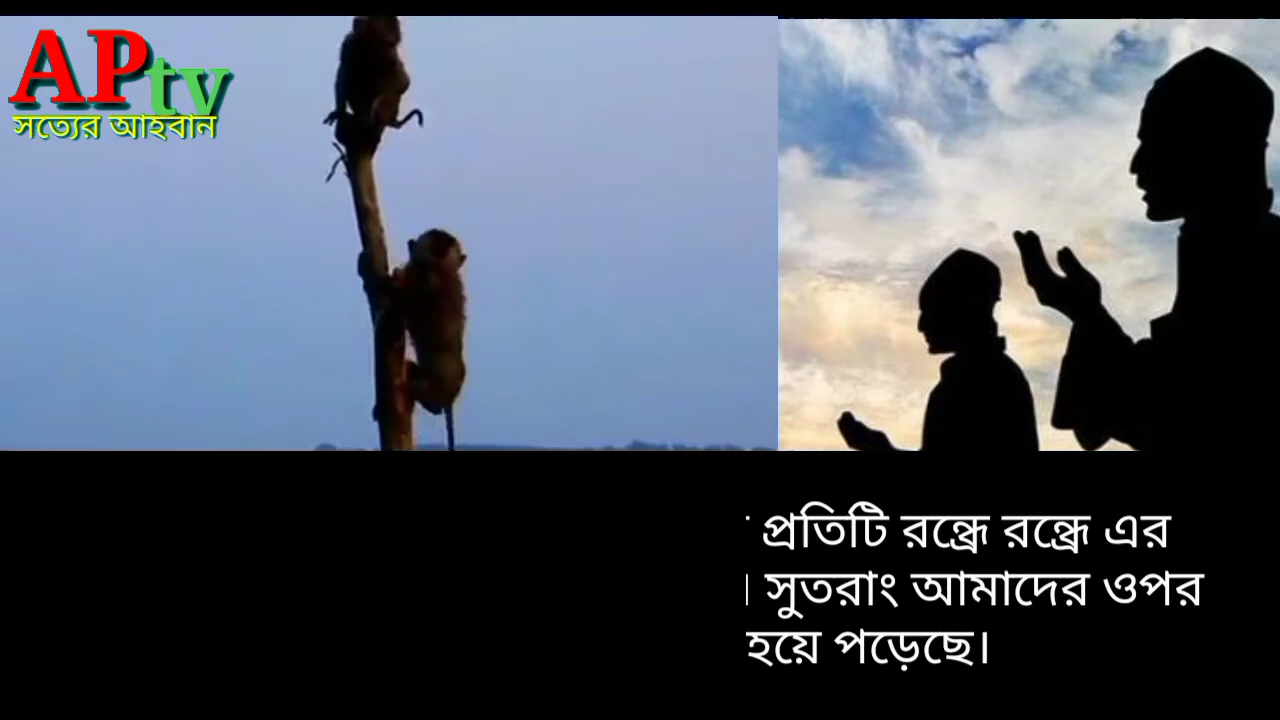 APtv
সত্যের আহবান
প্রতিটি রন্ধ্রে রন্ধ্রে এর
। সুতরাং আমাদের ওপর
হয়ে পড়েছে।